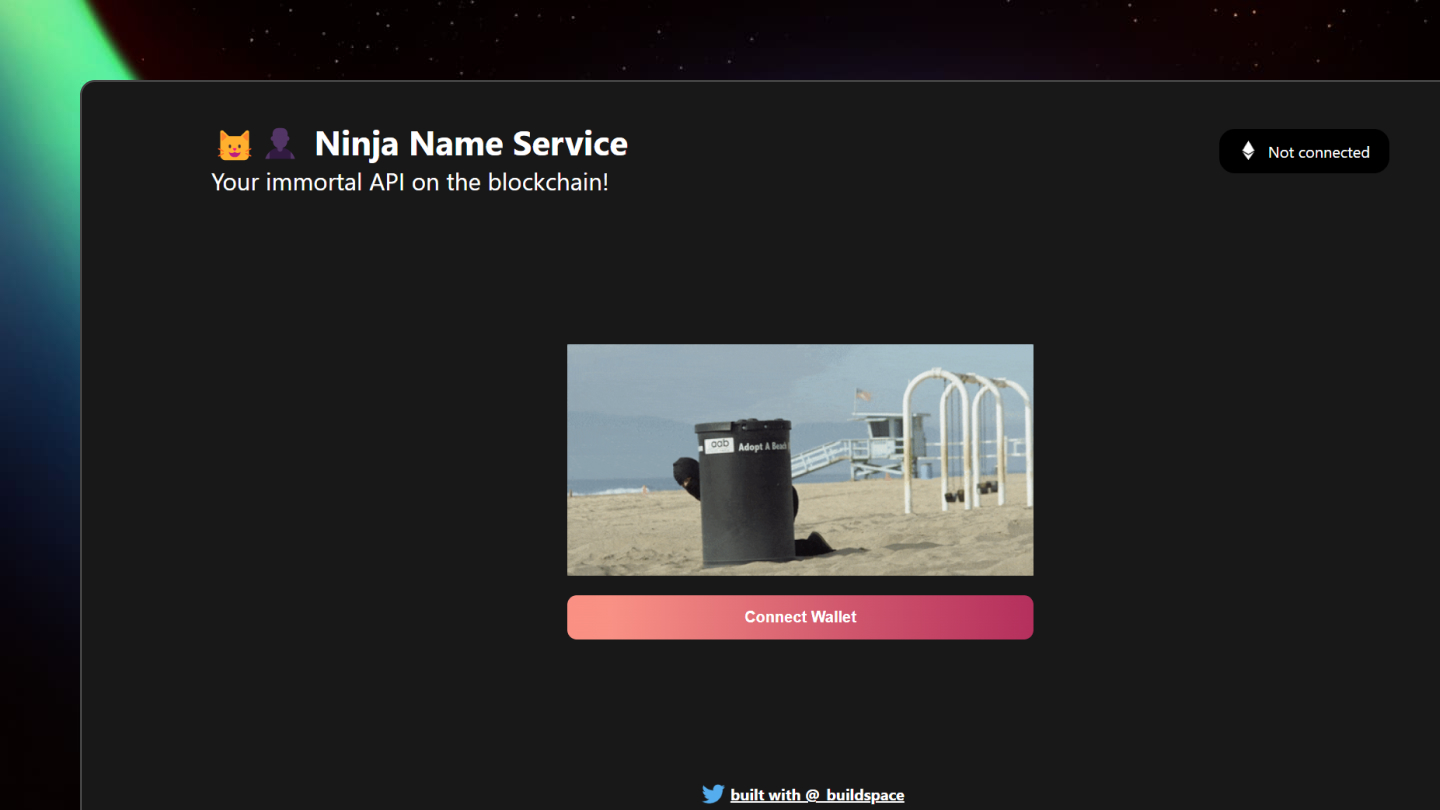 Ninja Name Service
Your immortal API on the blockchain!
Not connected
aab
Adopt A Beach
Connect Wallet
built with @_buildspace